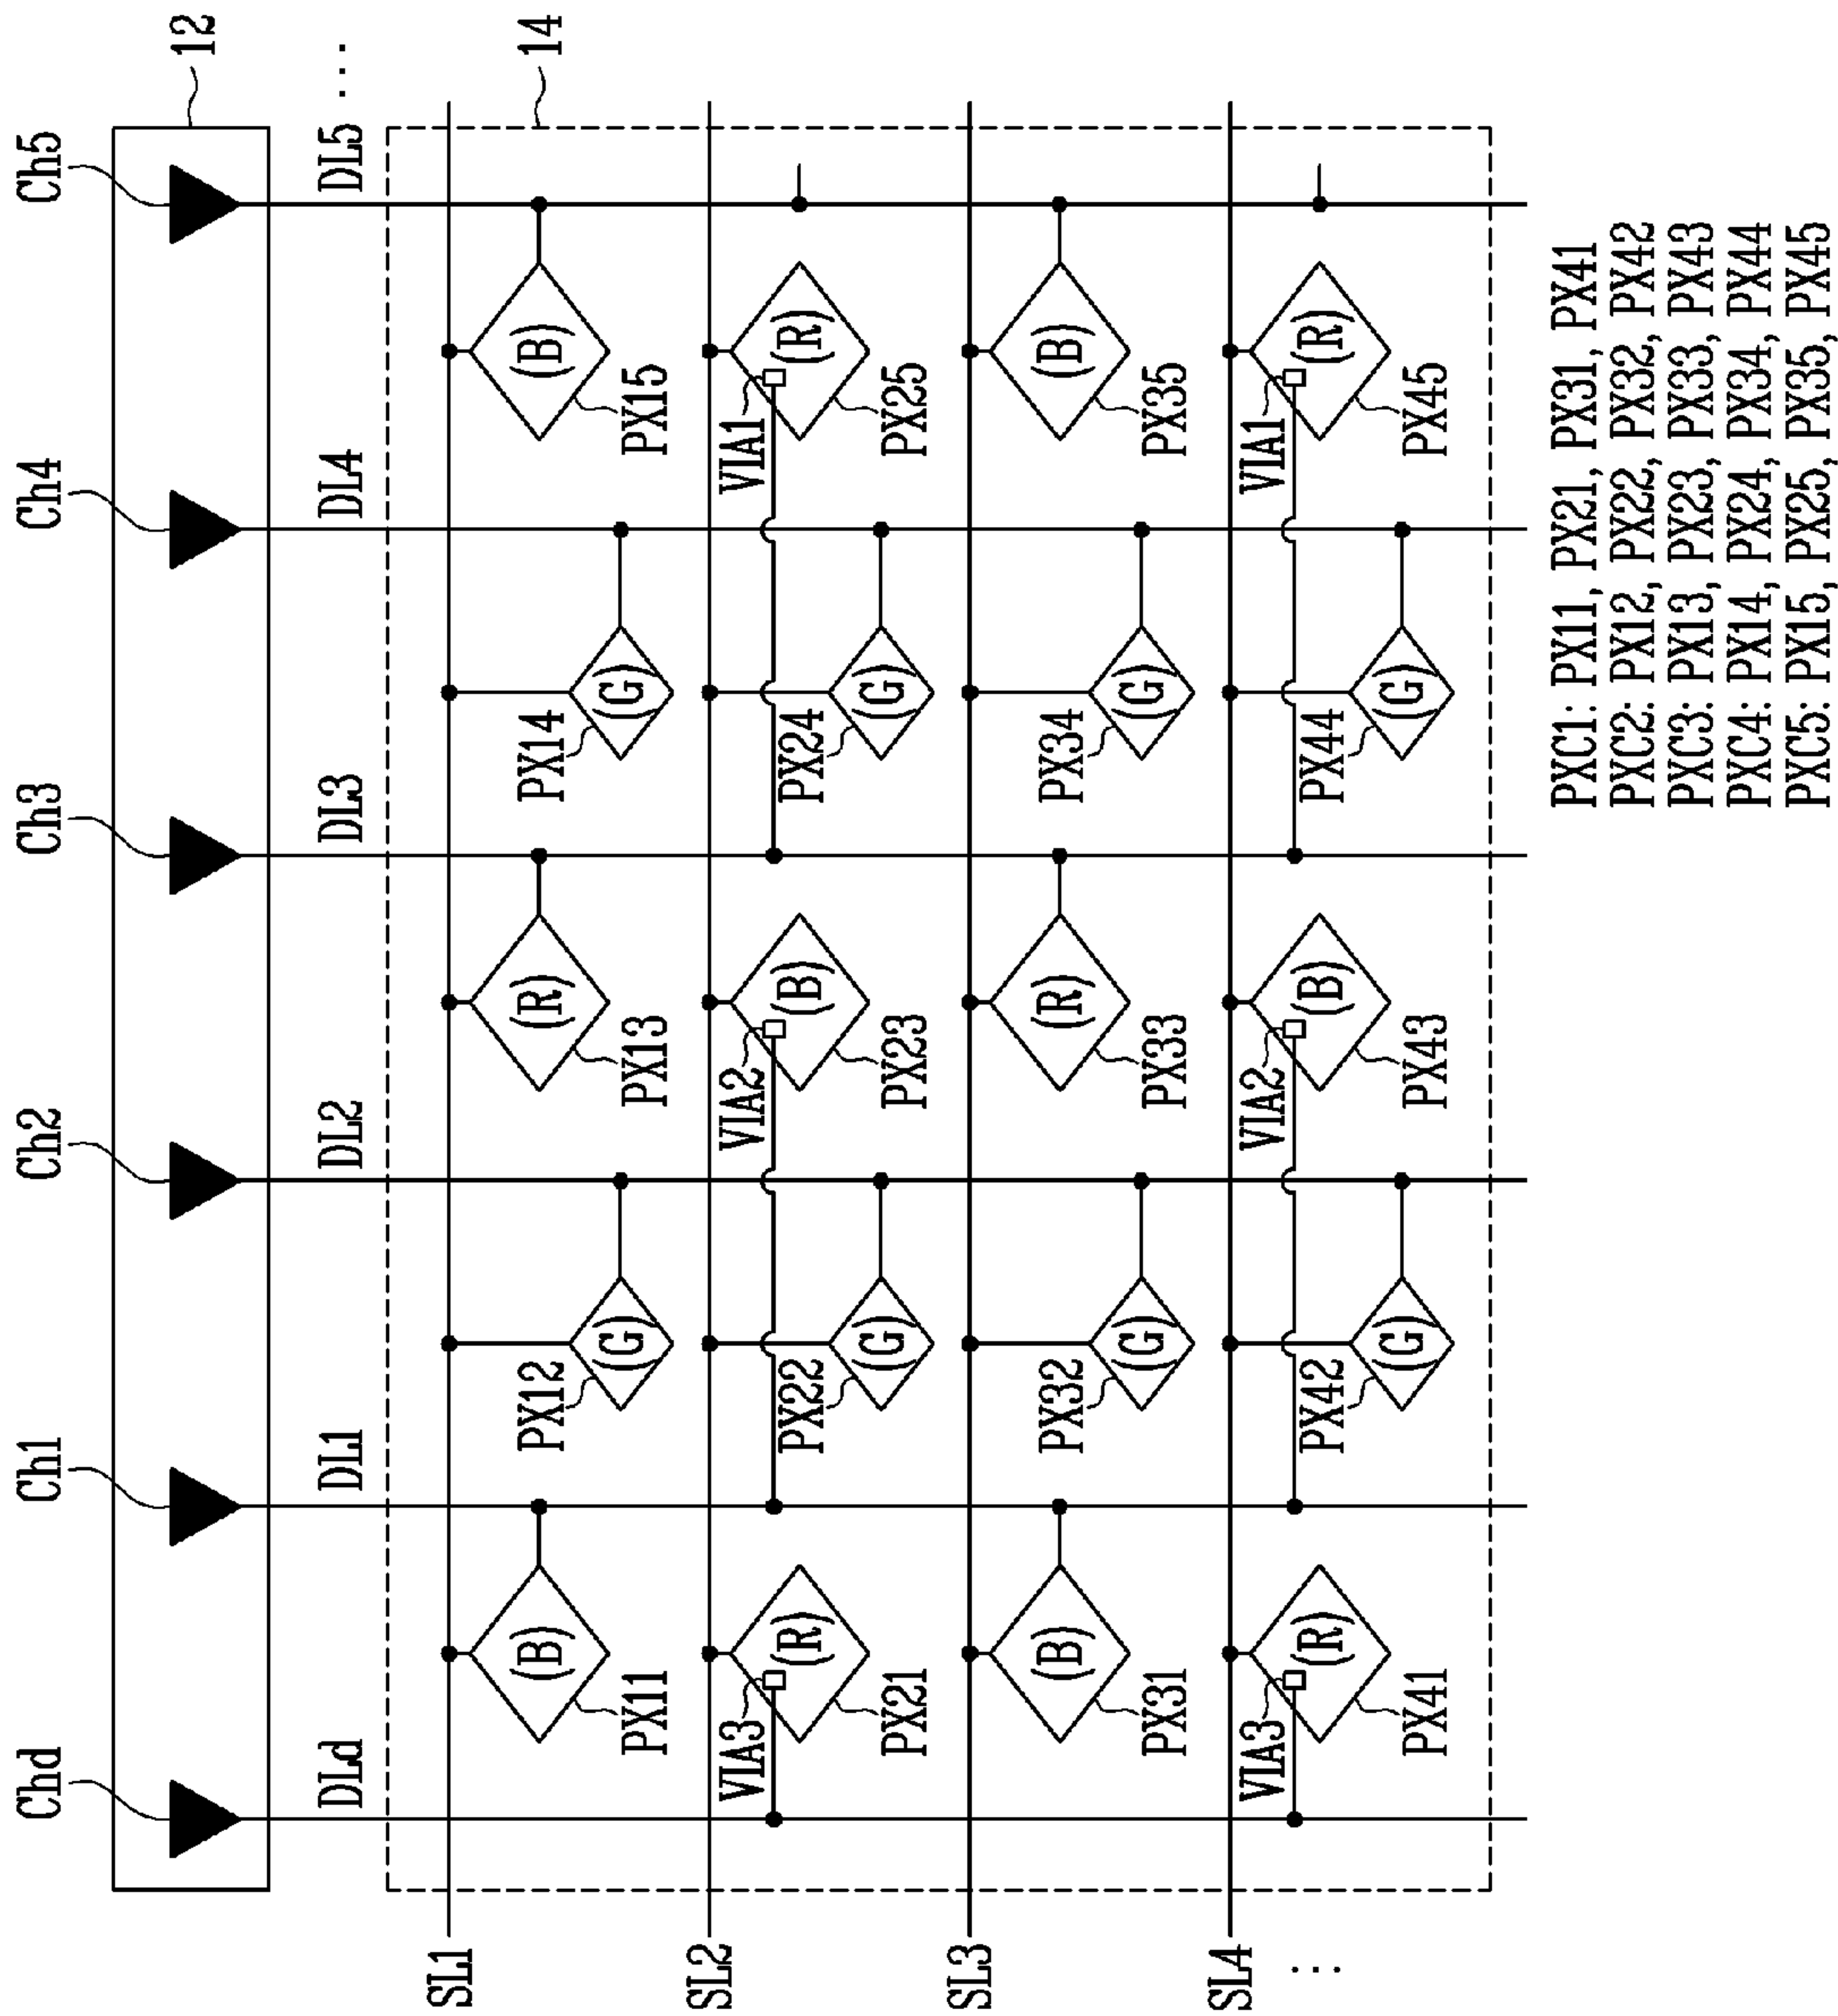 Chd Ch1 Ch2 Ch3 Ch4 Ch5
12
DLd DL1 DL2 DL3 DL4 DL5 ...
14
SL1
(B) (R) (B)
PX12 (G) PX14 (G)
PX11 PX13 PX15
SL2
VIA3 VIA2 VIA1
(R) (B) (R)
PX22 (G) PX24 (G)
PX21 PX23 PX25
SL3
(B) (R) (B)
PX32 (G) PX34 (G)
PX31 PX33 PX35
SL4
VIA3 VIA2 VIA1
(R) (B) (R)
PX42 (G) PX44 (G)
PX41 PX43 PX45
...
PXC1: PX11, PX21, PX31, PX41
PXC2: PX12, PX22, PX32, PX42
PXC3: PX13, PX23, PX33, PX43
PXC4: PX14, PX24, PX34, PX44
PXC5: PX15, PX25, PX35, PX45